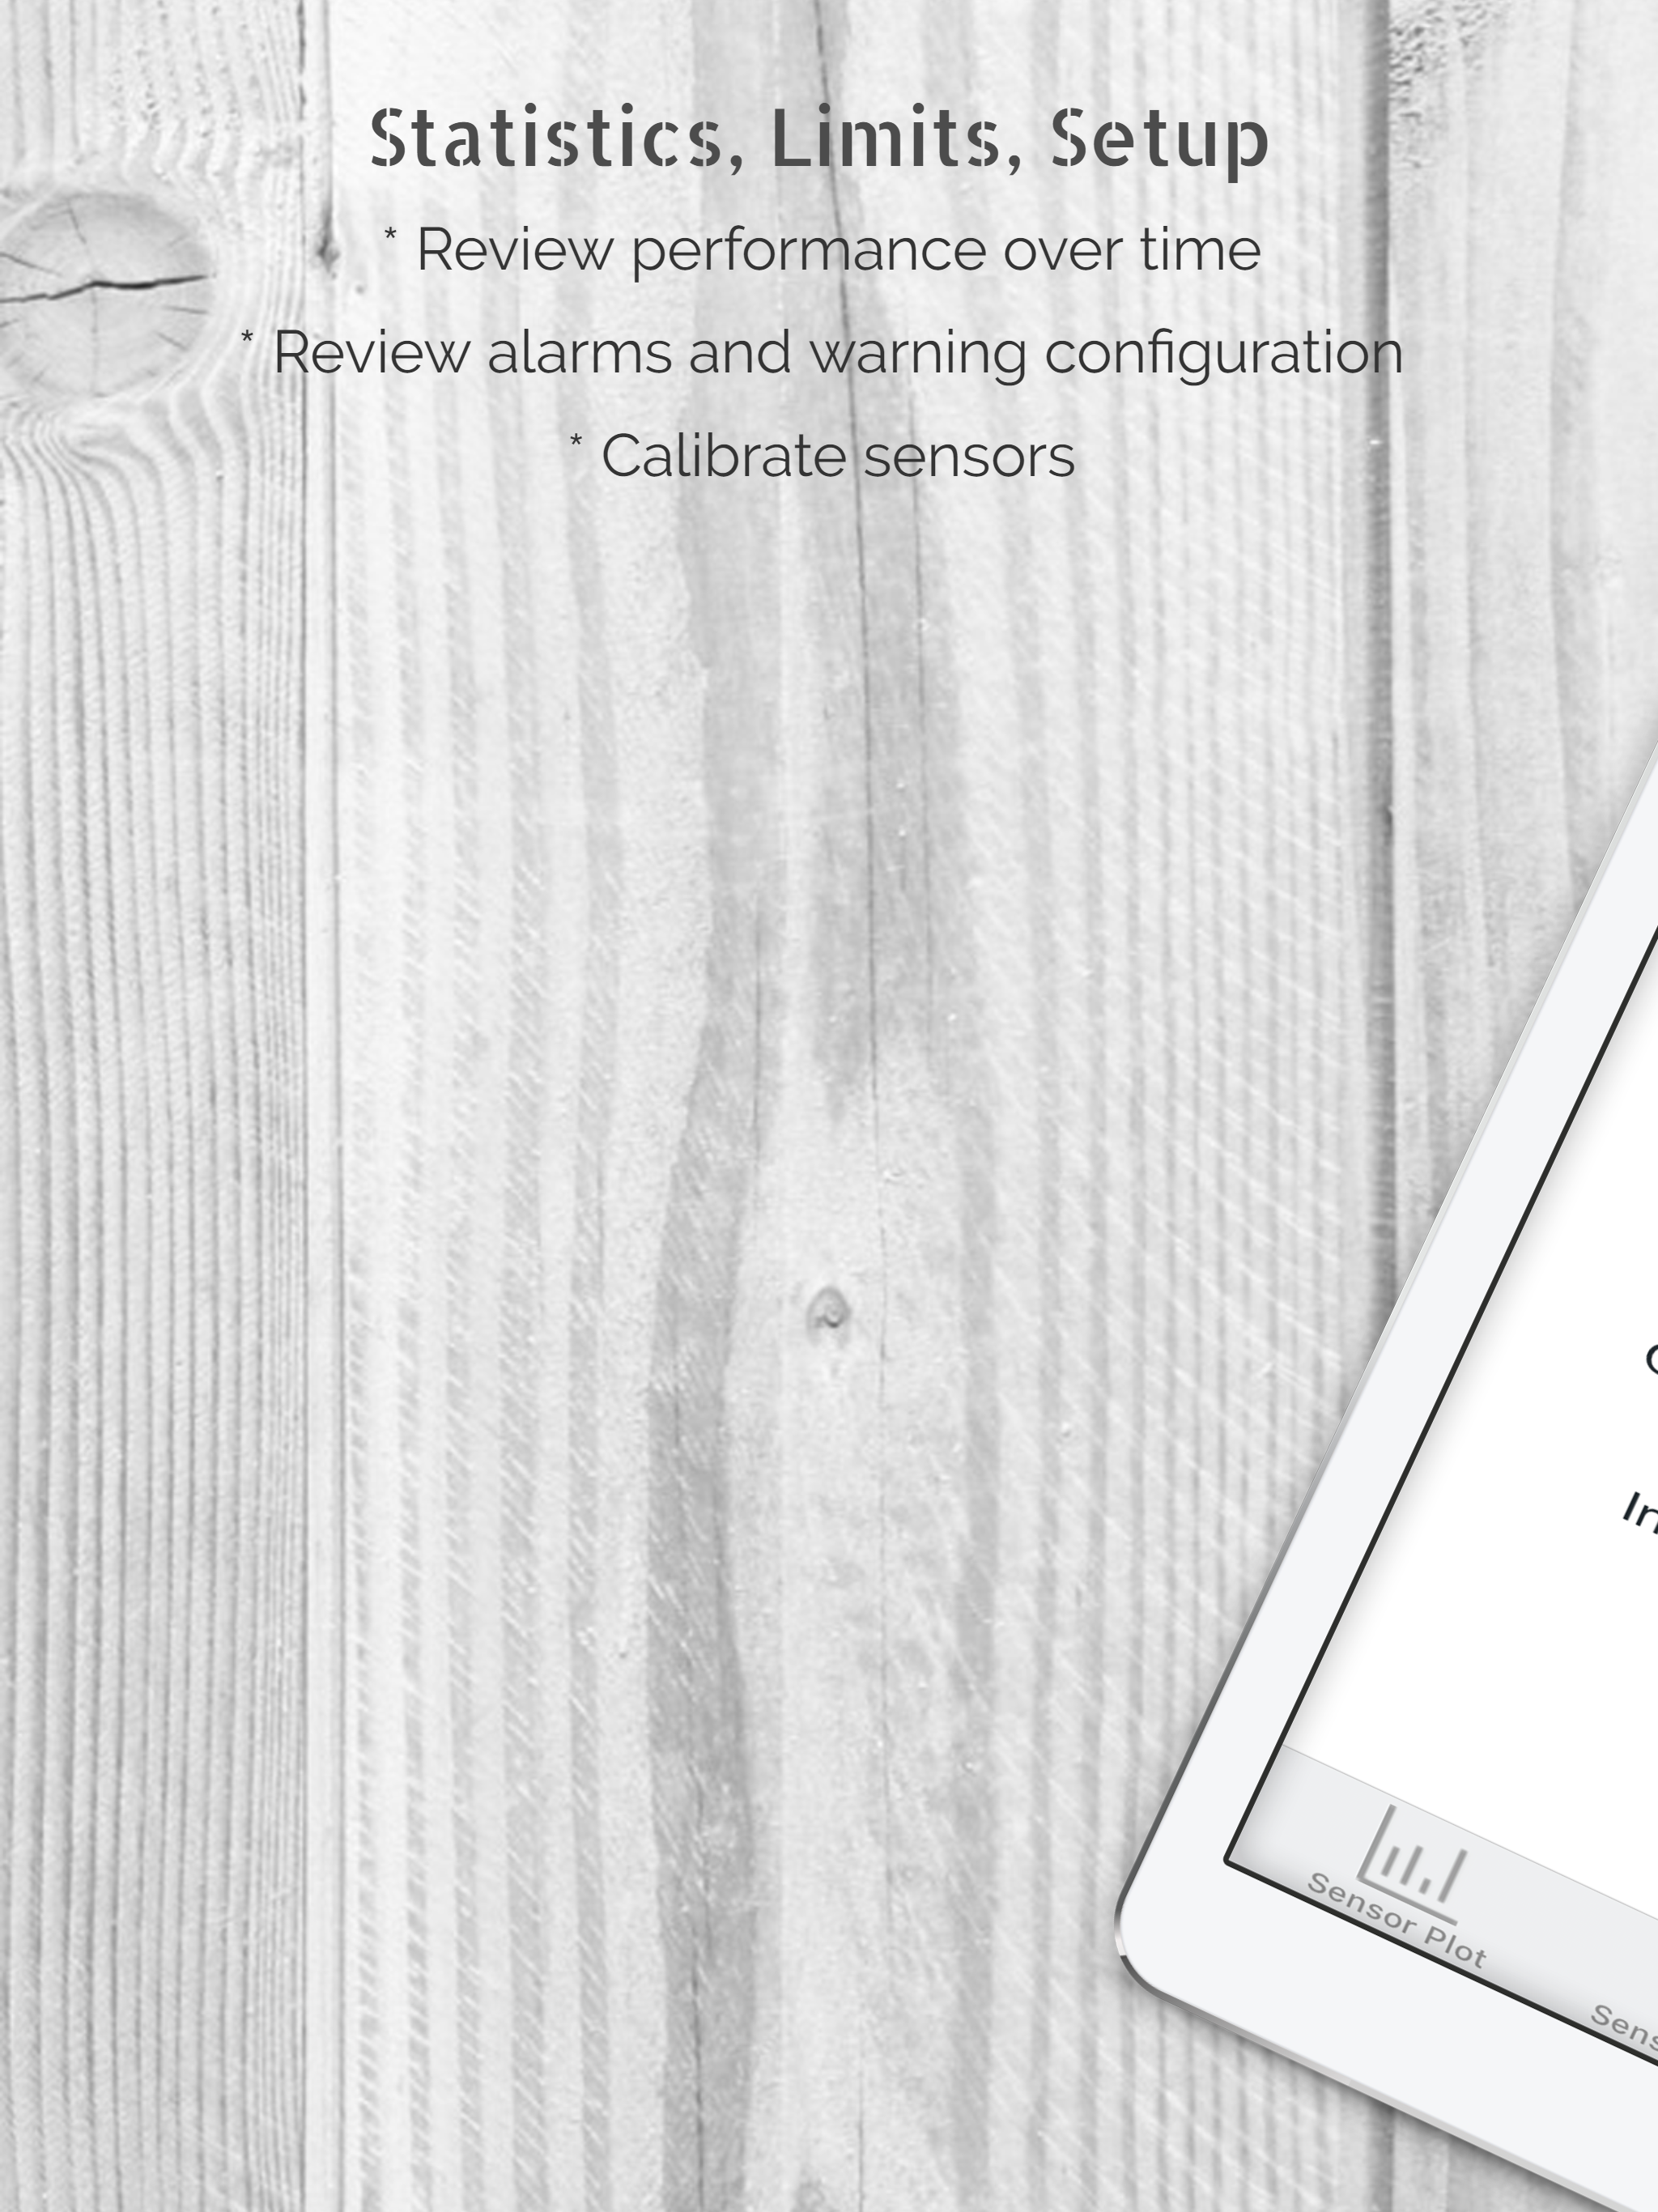 Statistics, Limits, Setup
* Review performance over time
* Review alarms and warning configuration
* Calibrate sensors
Sensor Plot